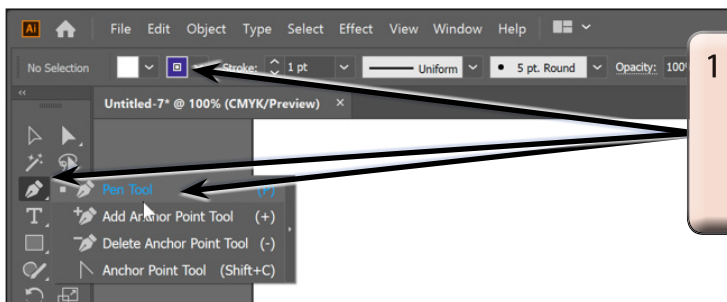 Ai File Edit Object Type Select Effect View Window Help
No Selection Stroke: 1 pt Uniform 5 pt. Round Opacity: 100%
Untitled-7* @ 100% (CMYK/Preview) ×
1
Pen Tool (P)
Add Anchor Point Tool (+)
Delete Anchor Point Tool (-)
Anchor Point Tool (Shift+C)
T